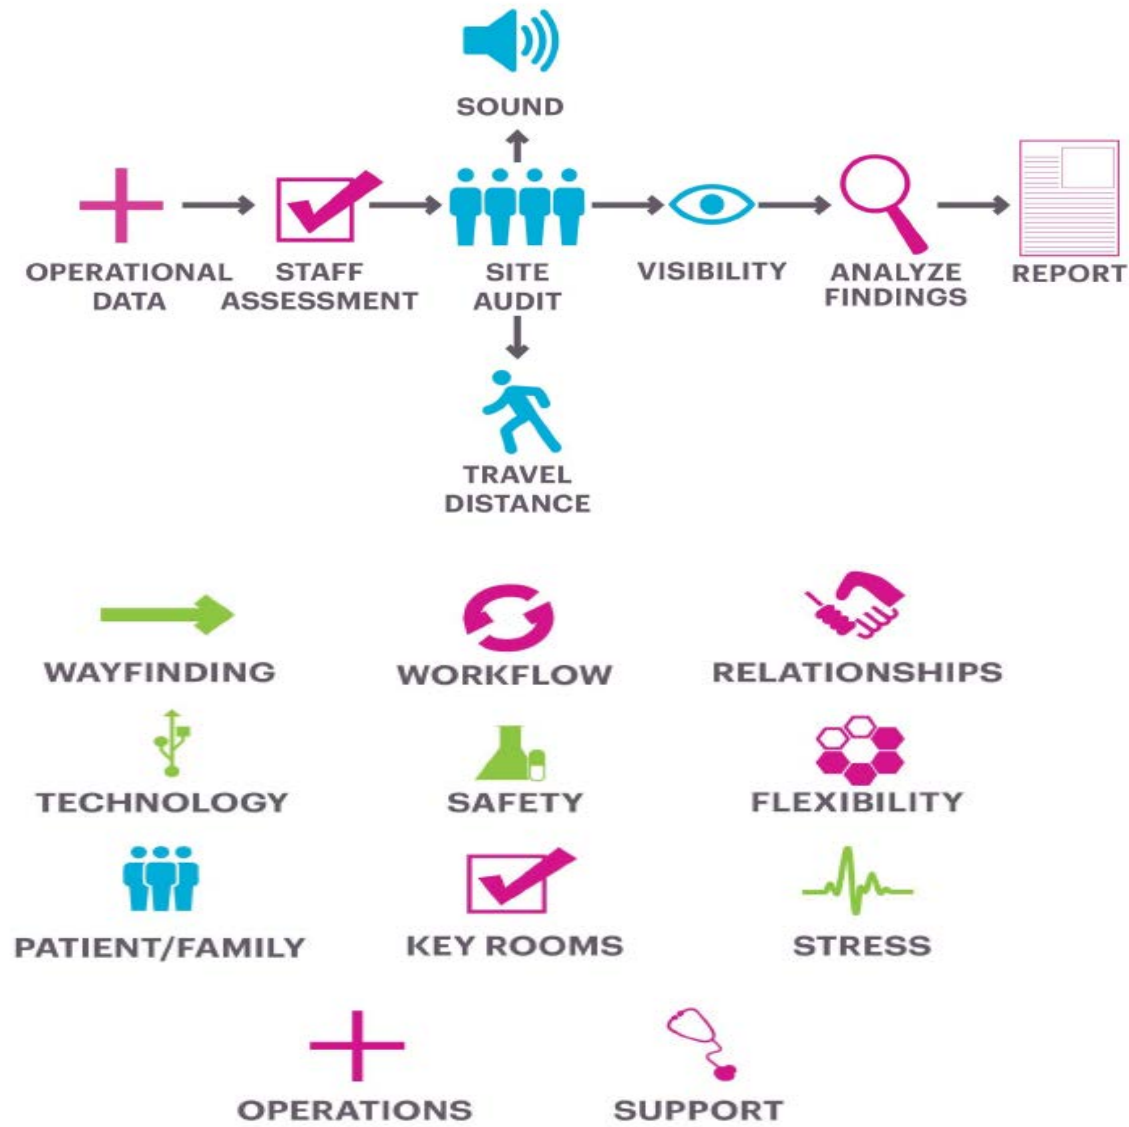 SOUND
OPERATIONAL
DATA
STAFF
ASSESSMENT
SITE
AUDIT
VISIBILITY
ANALYZE
FINDINGS
REPORT
TRAVEL
DISTANCE
WAYFINDING
WORKFLOW
RELATIONSHIPS
TECHNOLOGY
SAFETY
FLEXIBILITY
PATIENT/FAMILY
KEY ROOMS
STRESS
OPERATIONS
SUPPORT